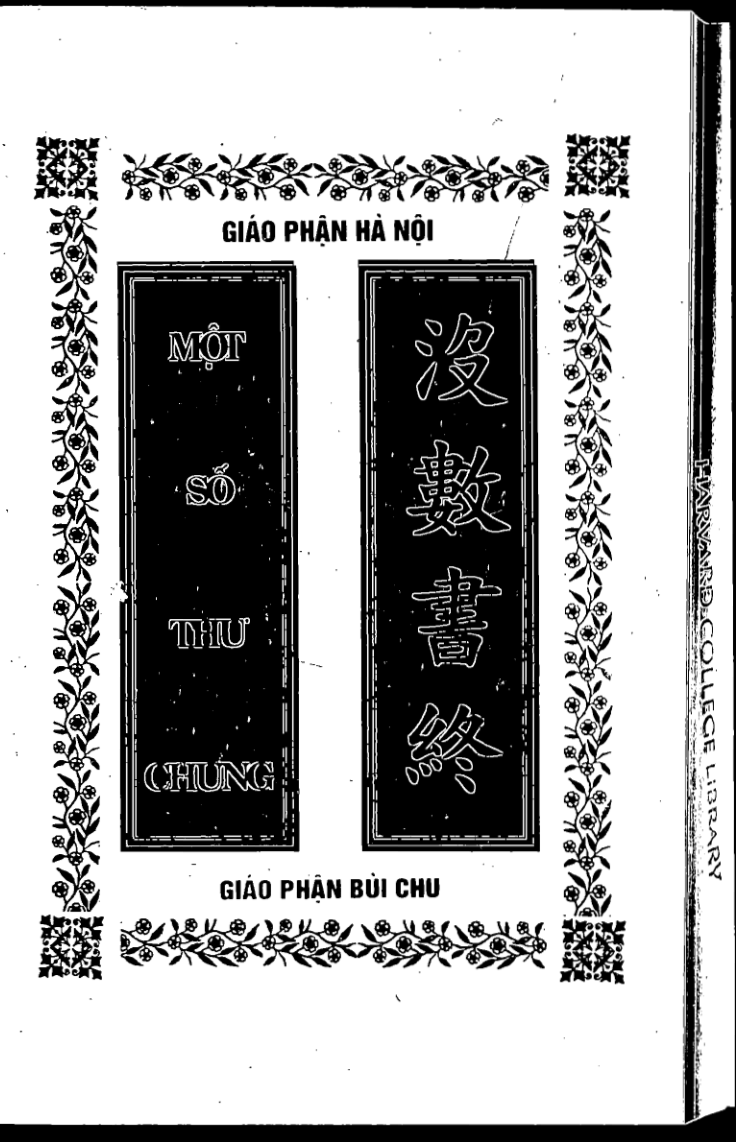 GIÁO PHẬN HÀ NỘI
MỘT
SỐ
THƯ
CHUNG
沒
數
書
終
GIÁO PHẬN BÙI CHU
HARVARD COLLEGE LIBRARY